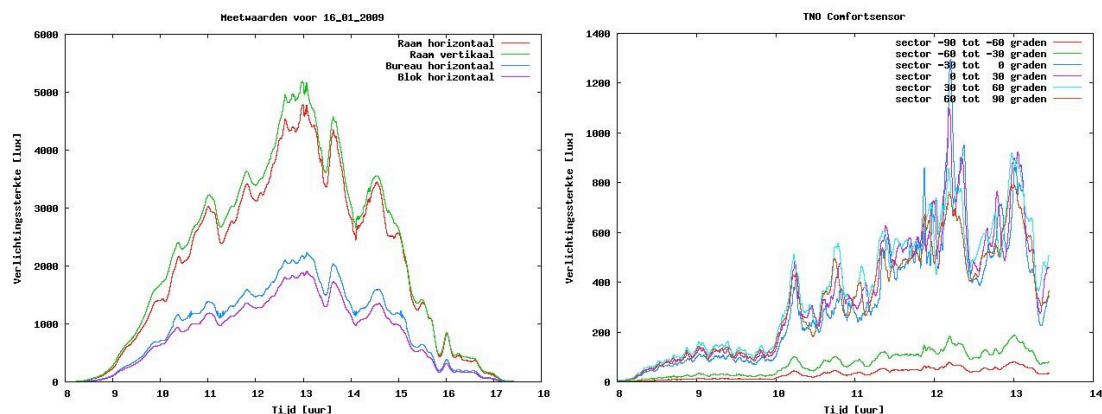 Meetwaarden voor 16_01_2009
Verlichtingssterkte [lux]
6000
5000
4000
3000
2000
1000
0
Raam horizontaal
Raam vertikaal
Bureau horizontaal
Blok horizontaal
8 9 10 11 12 13 14 15 16 17 18
Tijd [uur]
TNO Comfortsensor
Verlichtingssterkte [lux]
1400
1200
1000
800
600
400
200
0
sector -90 tot -60 graden
sector -60 tot -30 graden
sector -30 tot 0 graden
sector 0 tot 30 graden
sector 30 tot 60 graden
sector 60 tot 90 graden
8 9 10 11 12 13 14
Tijd [uur]